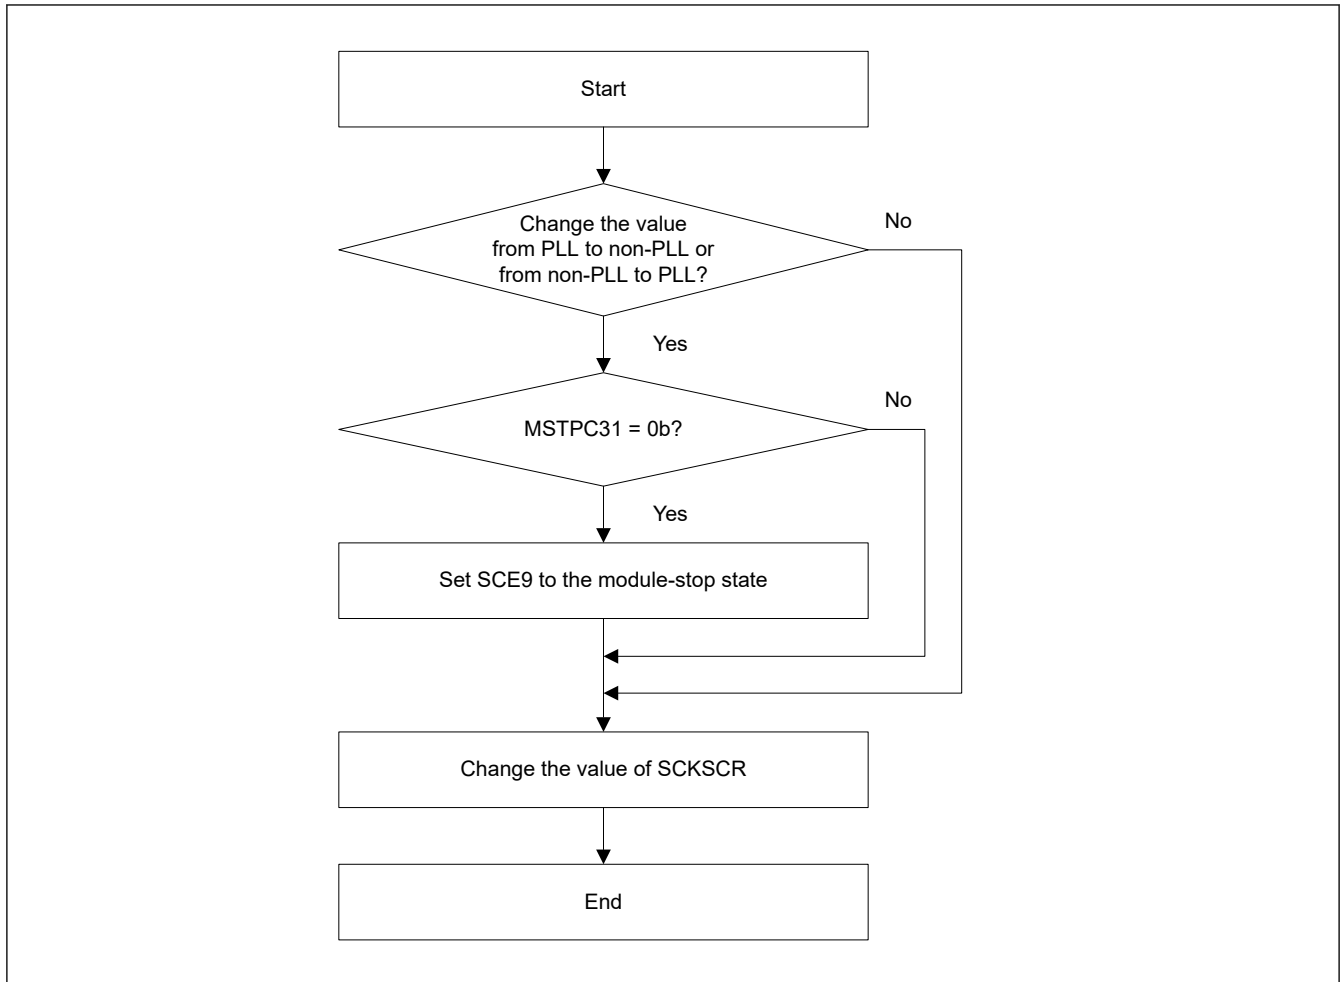 Start
Change the value
from PLL to non-PLL or
from non-PLL to PLL?
No
Yes
MSTPC31 = 0b?
No
Yes
Set SCE9 to the module-stop state
Change the value of SCKSCR
End